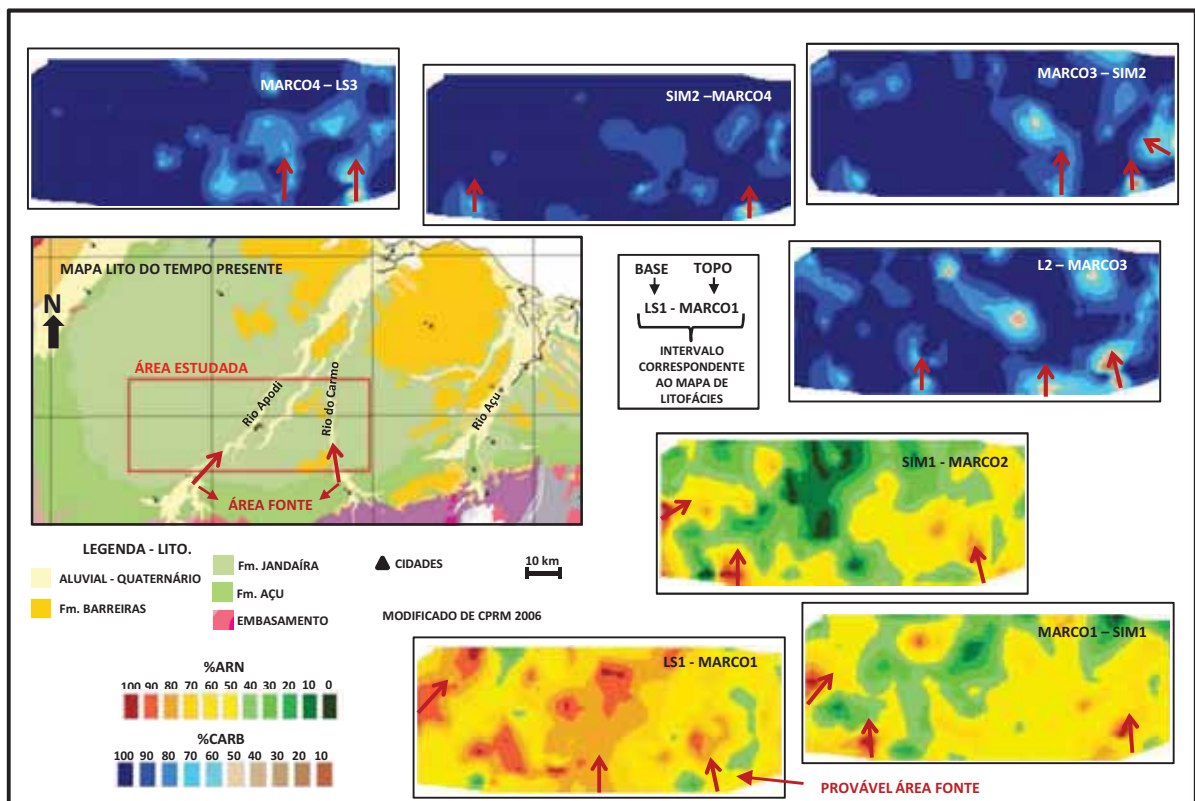 MARCO4 – LS3
SIM2 –MARCO4
MARCO3 – SIM2
MAPA LITO DO TEMPO PRESENTE
N
ÁREA ESTUDADA
Rio Apodi
Rio do Carmo
Rio Açu
ÁREA FONTE
BASE TOPO
LS1 - MARCO1
INTERVALO
CORRESPONDENTE
AO MAPA DE
LITOFÁCIES
L2 – MARCO3
SIM1 - MARCO2
LEGENDA - LITO.
ALUVIAL - QUATERNÁRIO
Fm. BARREIRAS
Fm. JANDAÍRA
Fm. AÇU
EMBASAMENTO
CIDADES
10 km
MODIFICADO DE CPRM 2006
MARCO1 – SIM1
LS1 - MARCO1
%ARN
100 90 80 70 60 50 40 30 20 10 0
%CARB
100 90 80 70 60 50 40 30 20 10
PROVÁVEL ÁREA FONTE